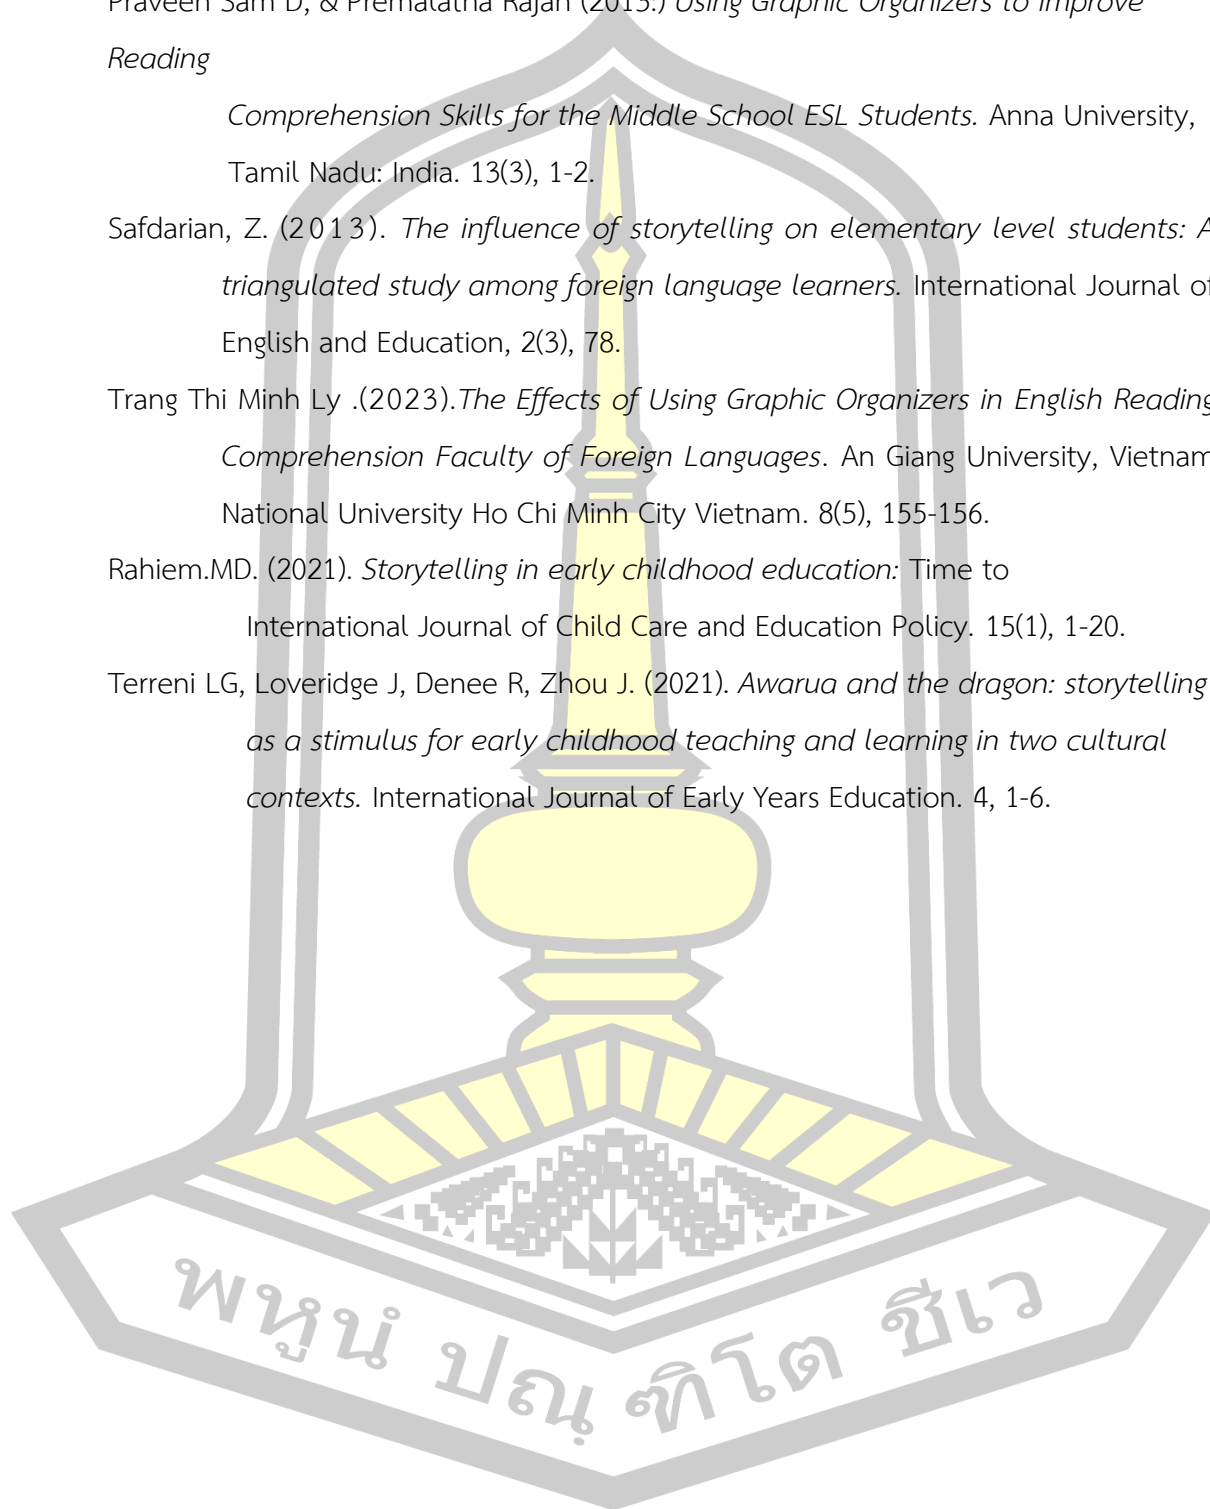 Praveen Sam D, & Premalatha Rajan (2013:) Using Graphic Organizers to Improve
Reading
Comprehension Skills for the Middle School ESL Students. Anna University,
Tamil Nadu: India. 13(3), 1-2.
Safdarian, Z. (2013). The influence of storytelling on elementary level students: A
triangulated study among foreign language learners. International Journal of
English and Education, 2(3), 78.
Trang Thi Minh Ly .(2023).The Effects of Using Graphic Organizers in English Reading
Comprehension Faculty of Foreign Languages. An Giang University, Vietnam
National University Ho Chi Minh City Vietnam. 8(5), 155-156.
Rahiem.MD. (2021). Storytelling in early childhood education: Time to
International Journal of Child Care and Education Policy. 15(1), 1-20.
Terreni LG, Loveridge J, Denee R, Zhou J. (2021). Awarua and the dragon: storytelling
as a stimulus for early childhood teaching and learning in two cultural
contexts. International Journal of Early Years Education. 4, 1-6.
พหูนํ ปณฺฑิโต ชีเว